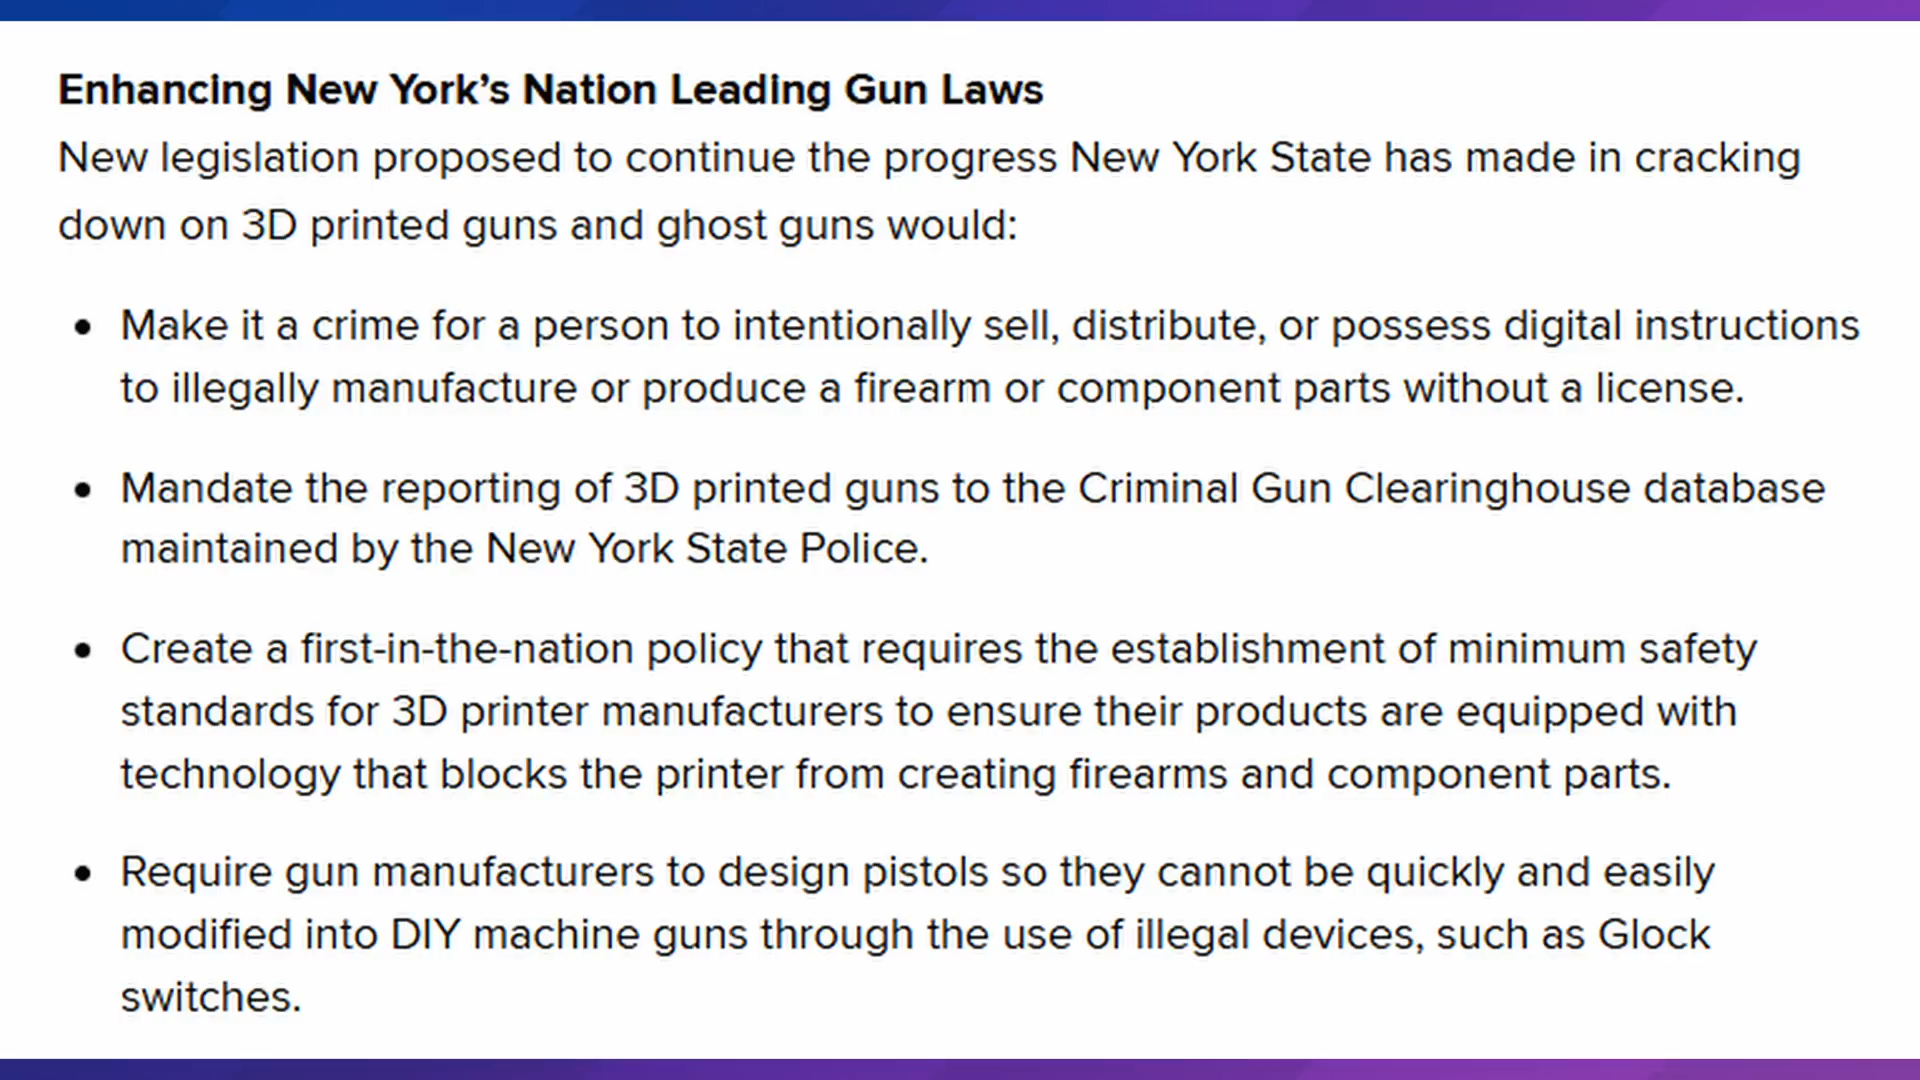 Enhancing New York’s Nation Leading Gun Laws
New legislation proposed to continue the progress New York State has made in cracking
down on 3D printed guns and ghost guns would:
• Make it a crime for a person to intentionally sell, distribute, or possess digital instructions
to illegally manufacture or produce a firearm or component parts without a license.
• Mandate the reporting of 3D printed guns to the Criminal Gun Clearinghouse database
maintained by the New York State Police.
• Create a first-in-the-nation policy that requires the establishment of minimum safety
standards for 3D printer manufacturers to ensure their products are equipped with
technology that blocks the printer from creating firearms and component parts.
• Require gun manufacturers to design pistols so they cannot be quickly and easily
modified into DIY machine guns through the use of illegal devices, such as Glock
switches.